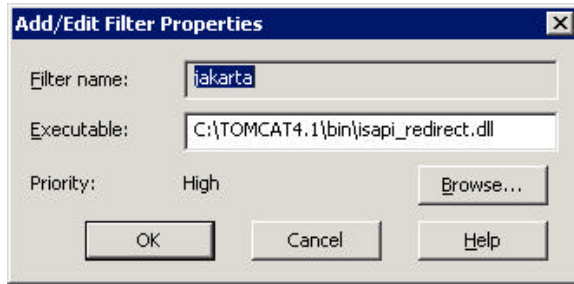 Add/Edit Filter Properties
Filter name: jakarta
Executable: C:\TOMCAT4.1\bin\isapi_redirect.dll
Priority: High Browse...
OK Cancel Help